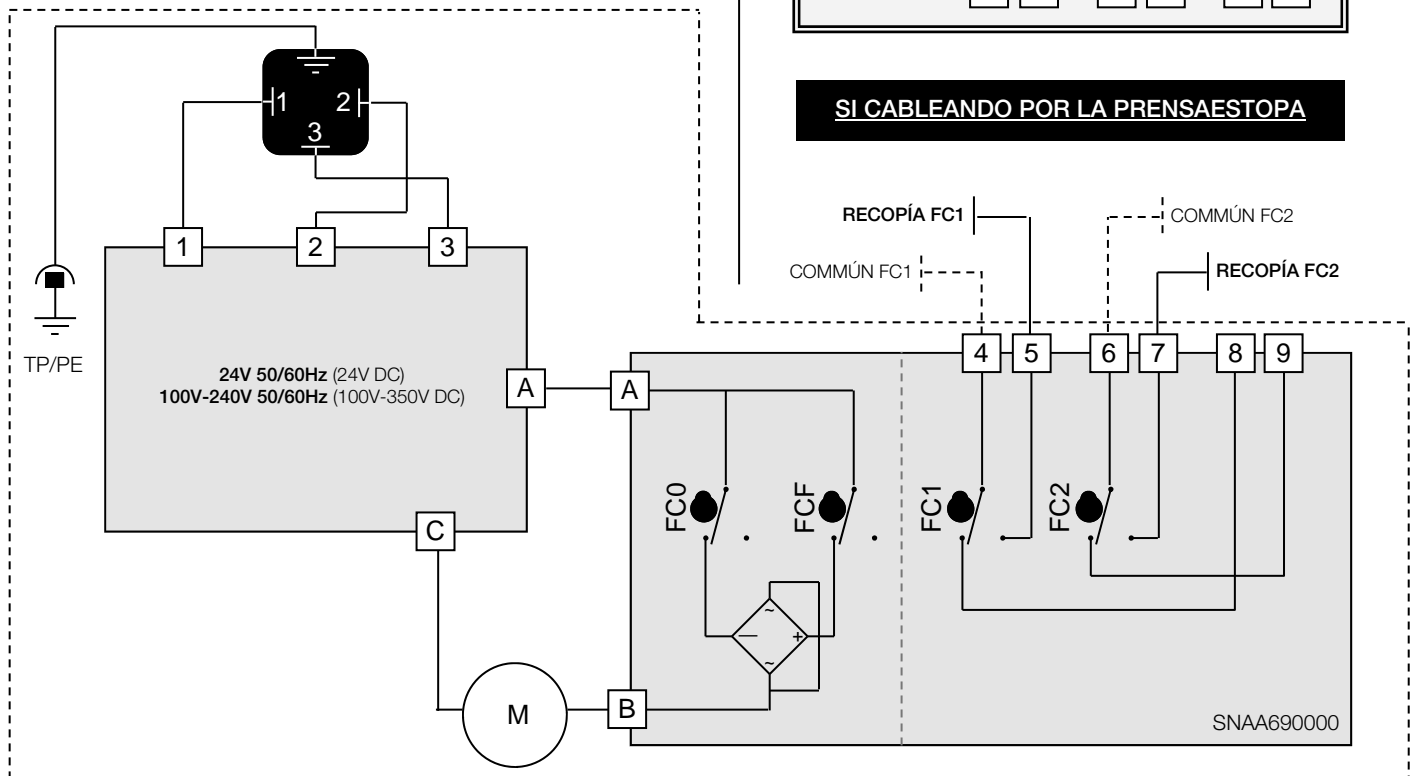 SI CABLEANDO POR LA PRENSAESTOPA
1
2
3
RECOPÍA FC1
COMMÚN FC2
COMMÚN FC1
RECOPÍA FC2
1
2
3
TP/PE
4
5
6
7
8
9
24V 50/60Hz (24V DC)
100V-240V 50/60Hz (100V-350V DC)
A
A
FC0
FCF
FC1
FC2
C
~
—
+
~
M
B
SNAA690000